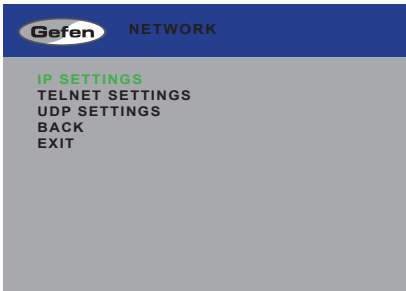 Gefen NETWORK
IP SETTINGS
TELNET SETTINGS
UDP SETTINGS
BACK
EXIT